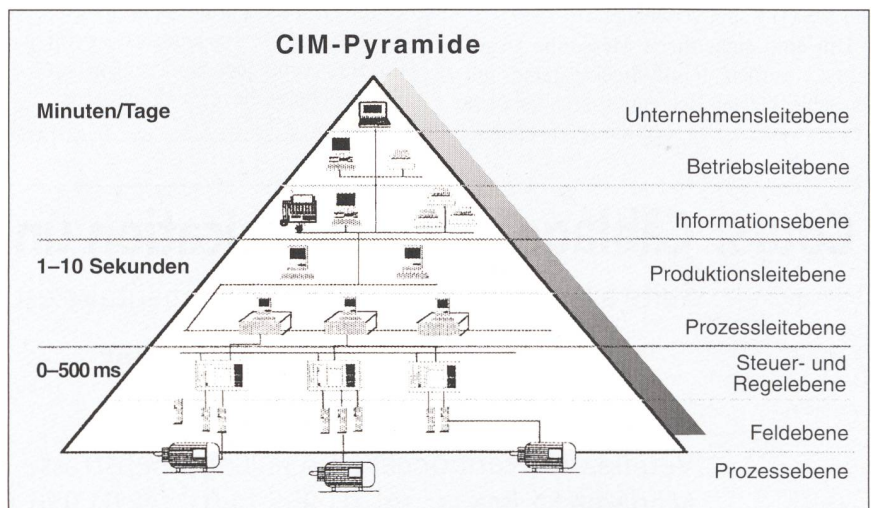 CIM-Pyramide
Minuten/Tage
Unternehmensleitebene
Betriebsleitebene
Informationsebene
1–10 Sekunden
Produktionsleitebene
Prozessleitebene
0–500 ms
Steuer- und
Regelebene
Feldebene
Prozessebene